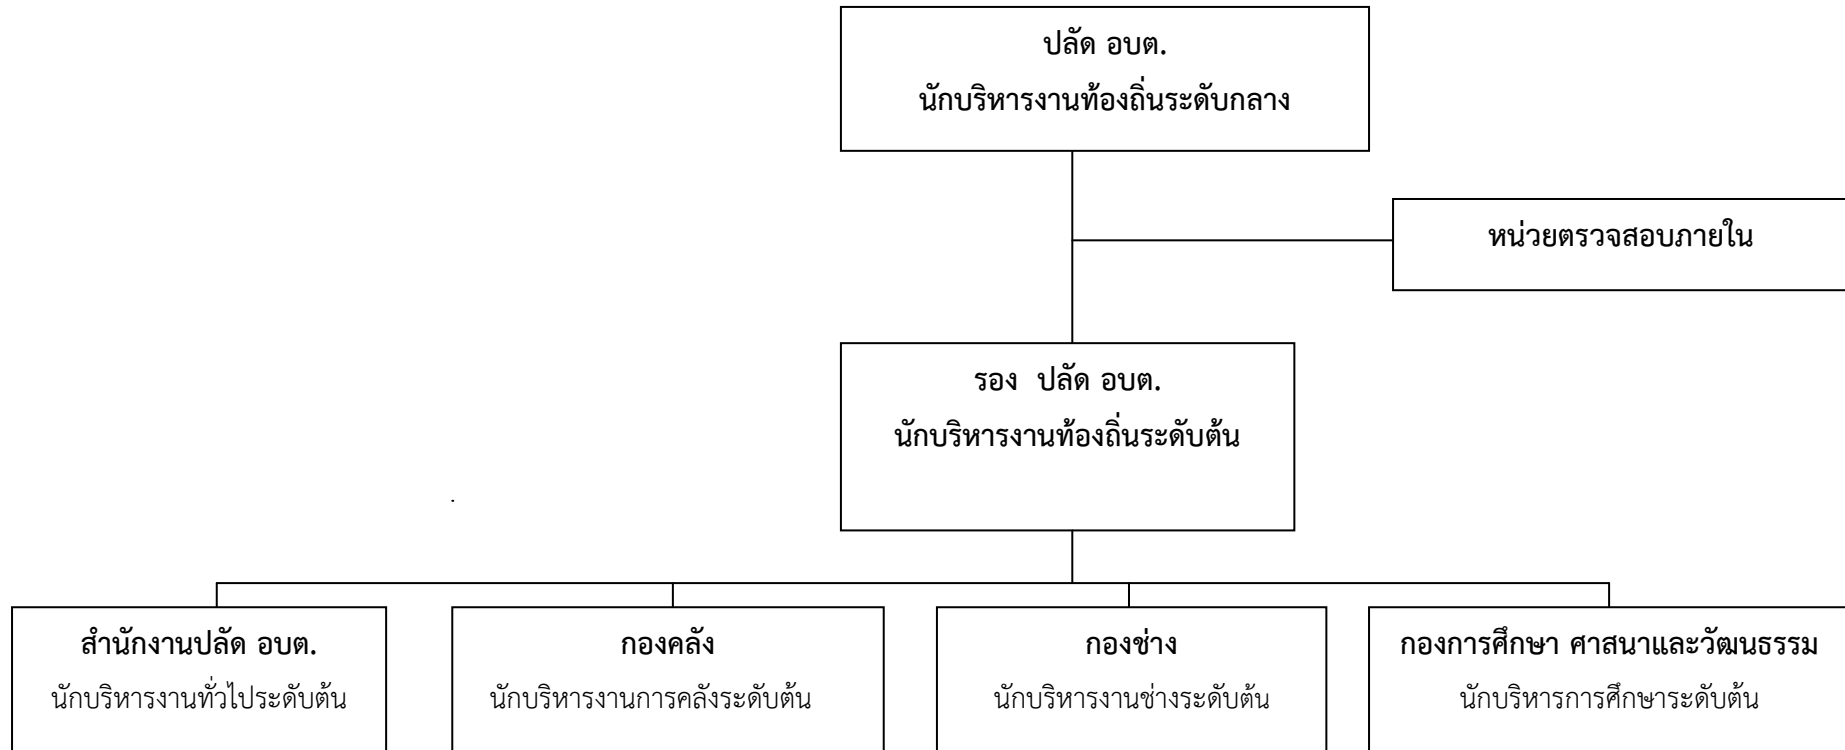 ปลัด อบต.
นักบริหารงานท้องถิ่นระดับกลาง
หน่วยตรวจสอบภายใน
รอง ปลัด อบต.
นักบริหารงานท้องถิ่นระดับต้น
สำนักงานปลัด อบต.
นักบริหารงานทั่วไประดับต้น
กองคลัง
นักบริหารงานการคลังระดับต้น
กองช่าง
นักบริหารงานช่างระดับต้น
กองการศึกษา ศาสนาและวัฒนธรรม
นักบริหารการศึกษาระดับต้น